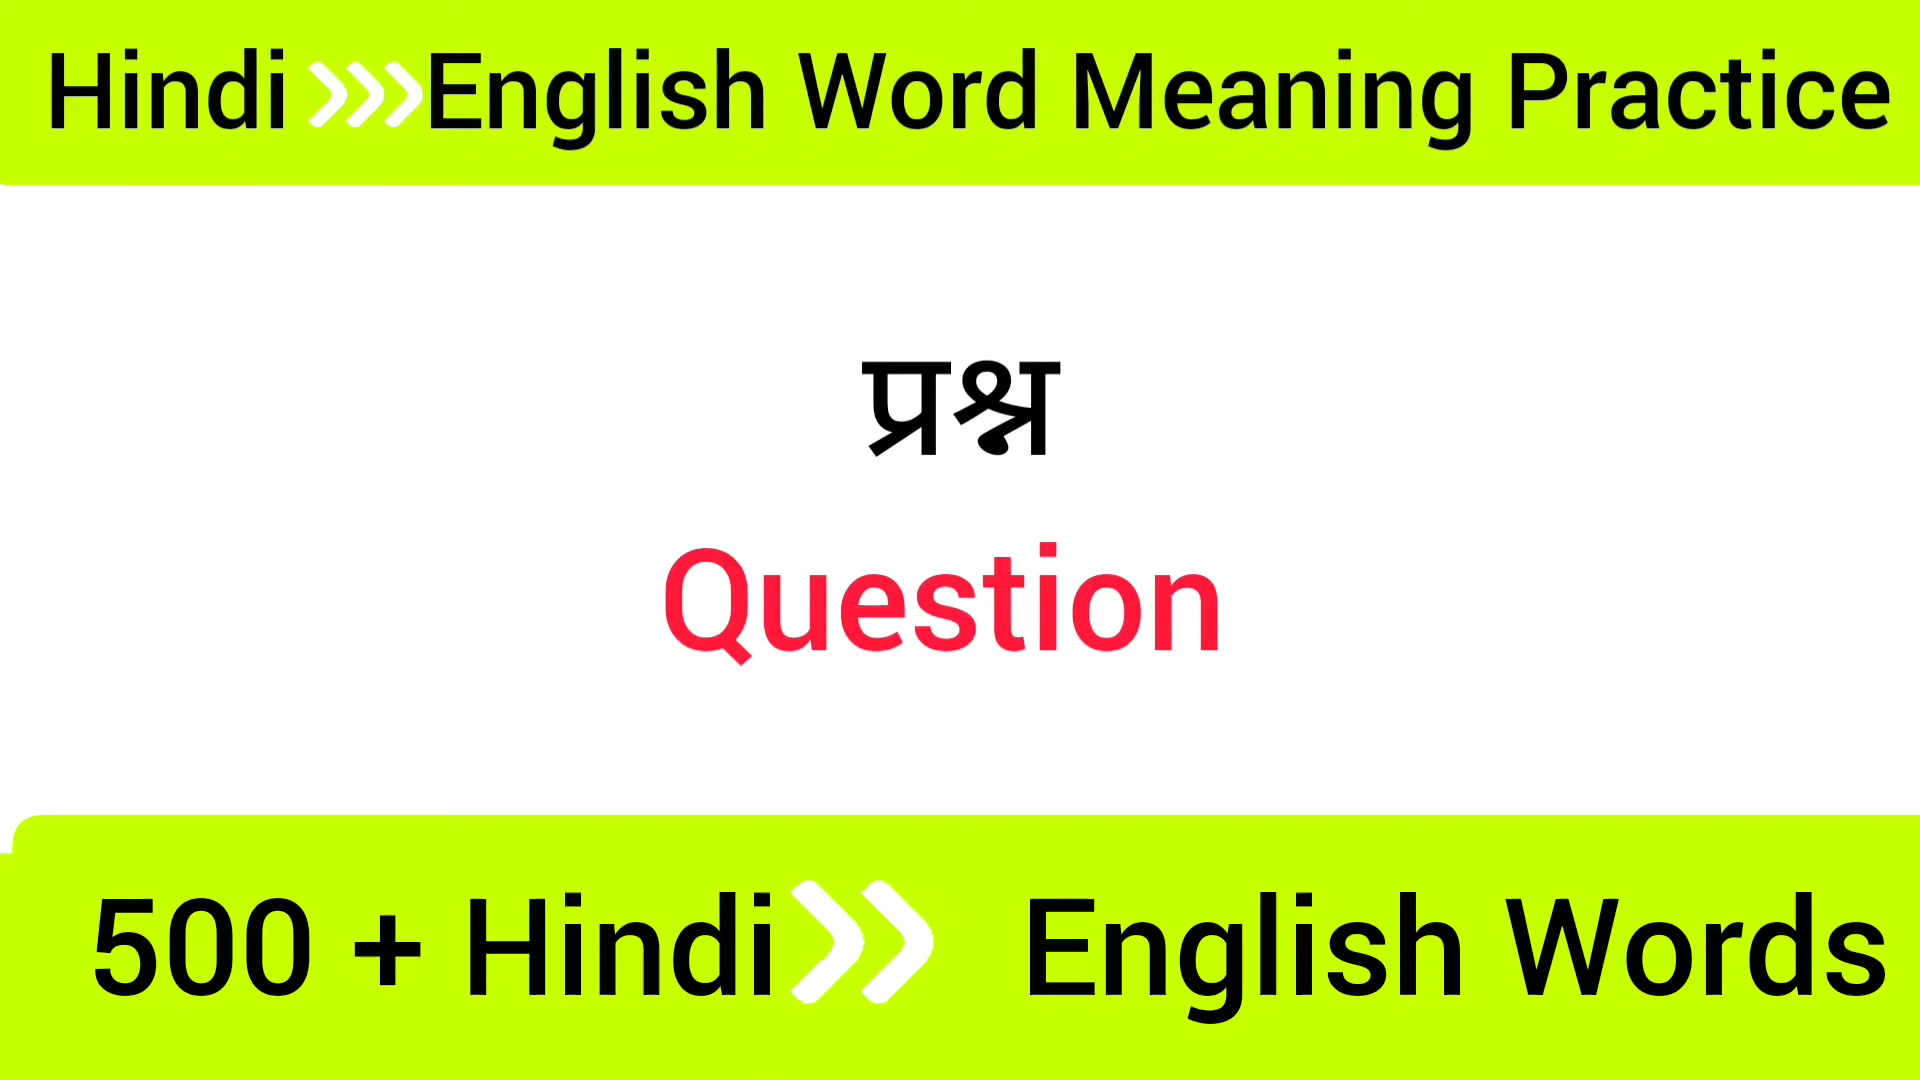 Hindi >>> English Word Meaning Practice
प्रश्न
Question
500 + Hindi >> English Words